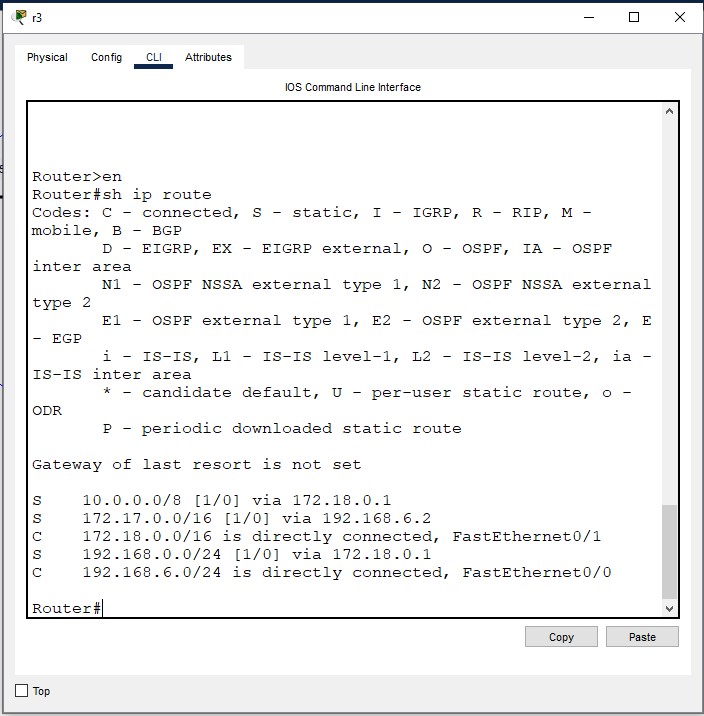 r3
Physical Config CLI Attributes
IOS Command Line Interface
Router>en
Router#sh ip route
Codes: C - connected, S - static, I - IGRP, R - RIP, M -
mobile, B - BGP
D - EIGRP, EX - EIGRP external, O - OSPF, IA - OSPF
inter area
N1 - OSPF NSSA external type 1, N2 - OSPF NSSA external
type 2
E1 - OSPF external type 1, E2 - OSPF external type 2, E
- EGP
i - IS-IS, L1 - IS-IS level-1, L2 - IS-IS level-2, ia -
IS-IS inter area
* - candidate default, U - per-user static route, o -
ODR
P - periodic downloaded static route
Gateway of last resort is not set
S 10.0.0.0/8 [1/0] via 172.18.0.1
S 172.17.0.0/16 [1/0] via 192.168.6.2
C 172.18.0.0/16 is directly connected, FastEthernet0/1
S 192.168.0.0/24 [1/0] via 172.18.0.1
C 192.168.6.0/24 is directly connected, FastEthernet0/0
Router#
Copy Paste
Top